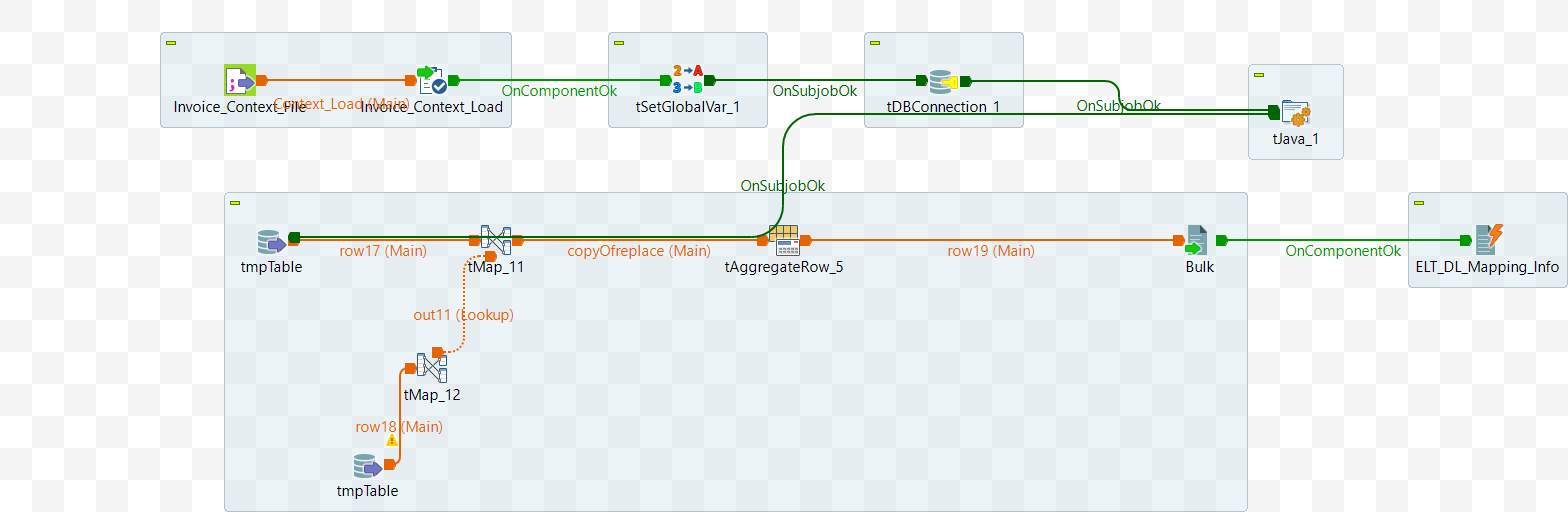 Invoice_Context_File
Context_Load (Main)
Invoice_Context_Load
OnComponentOk
tSetGlobalVar_1
OnSubjobOk
tDBConnection_1
OnSubjobOk
tJava_1
OnSubjobOk
tmpTable
row17 (Main)
tMap_11
copyOfreplace (Main)
tAggregateRow_5
row19 (Main)
Bulk
OnComponentOk
ELT_DL_Mapping_Info
out11 (Lookup)
tMap_12
row18 (Main)
tmpTable